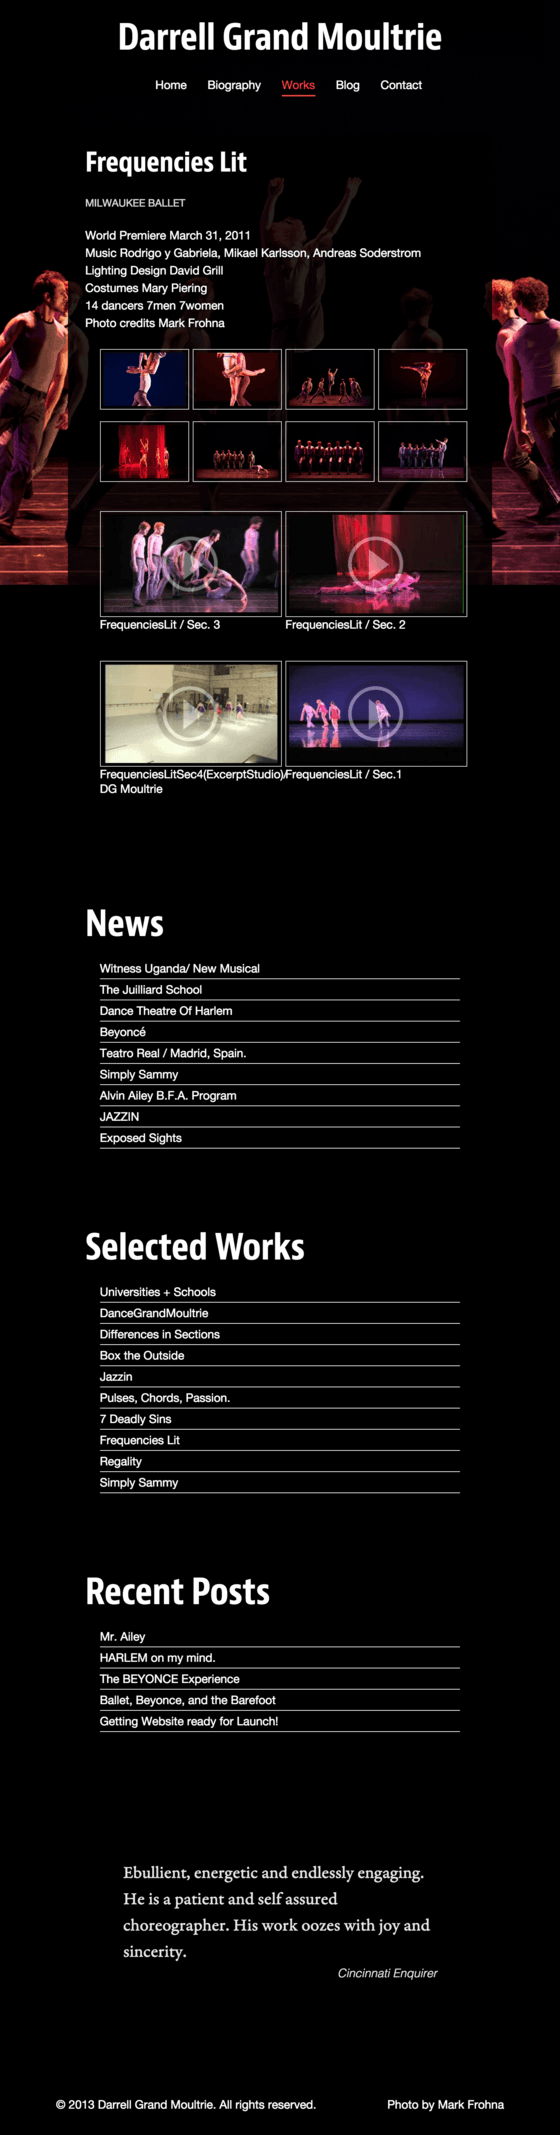 Darrell Grand Moultrie
Home Biography Works Blog Contact
Frequencies Lit
MILWAUKEE BALLET
World Premiere March 31, 2011
Music Rodrigo y Gabriela, Mikael Karlsson, Andreas Soderstrom
Lighting Design David Grill
Costumes Mary Piering
14 dancers 7men 7women
Photo credits Mark Frohna
FrequenciesLit / Sec. 3
FrequenciesLit / Sec. 2
FrequenciesLitSec4(ExcerptStudio)/
DG Moultrie
FrequenciesLit / Sec.1
News
Witness Uganda/ New Musical
The Juilliard School
Dance Theatre Of Harlem
Beyoncé
Teatro Real / Madrid, Spain.
Simply Sammy
Alvin Ailey B.F.A. Program
JAZZIN
Exposed Sights
Selected Works
Universities + Schools
DanceGrandMoultrie
Differences in Sections
Box the Outside
Jazzin
Pulses, Chords, Passion.
7 Deadly Sins
Frequencies Lit
Regality
Simply Sammy
Recent Posts
Mr. Ailey
HARLEM on my mind.
The BEYONCE Experience
Ballet, Beyonce, and the Barefoot
Getting Website ready for Launch!
Ebullient, energetic and endlessly engaging.
He is a patient and self assured
choreographer. His work oozes with joy and
sincerity.
Cincinnati Enquirer
© 2013 Darrell Grand Moultrie. All rights reserved.
Photo by Mark Frohna